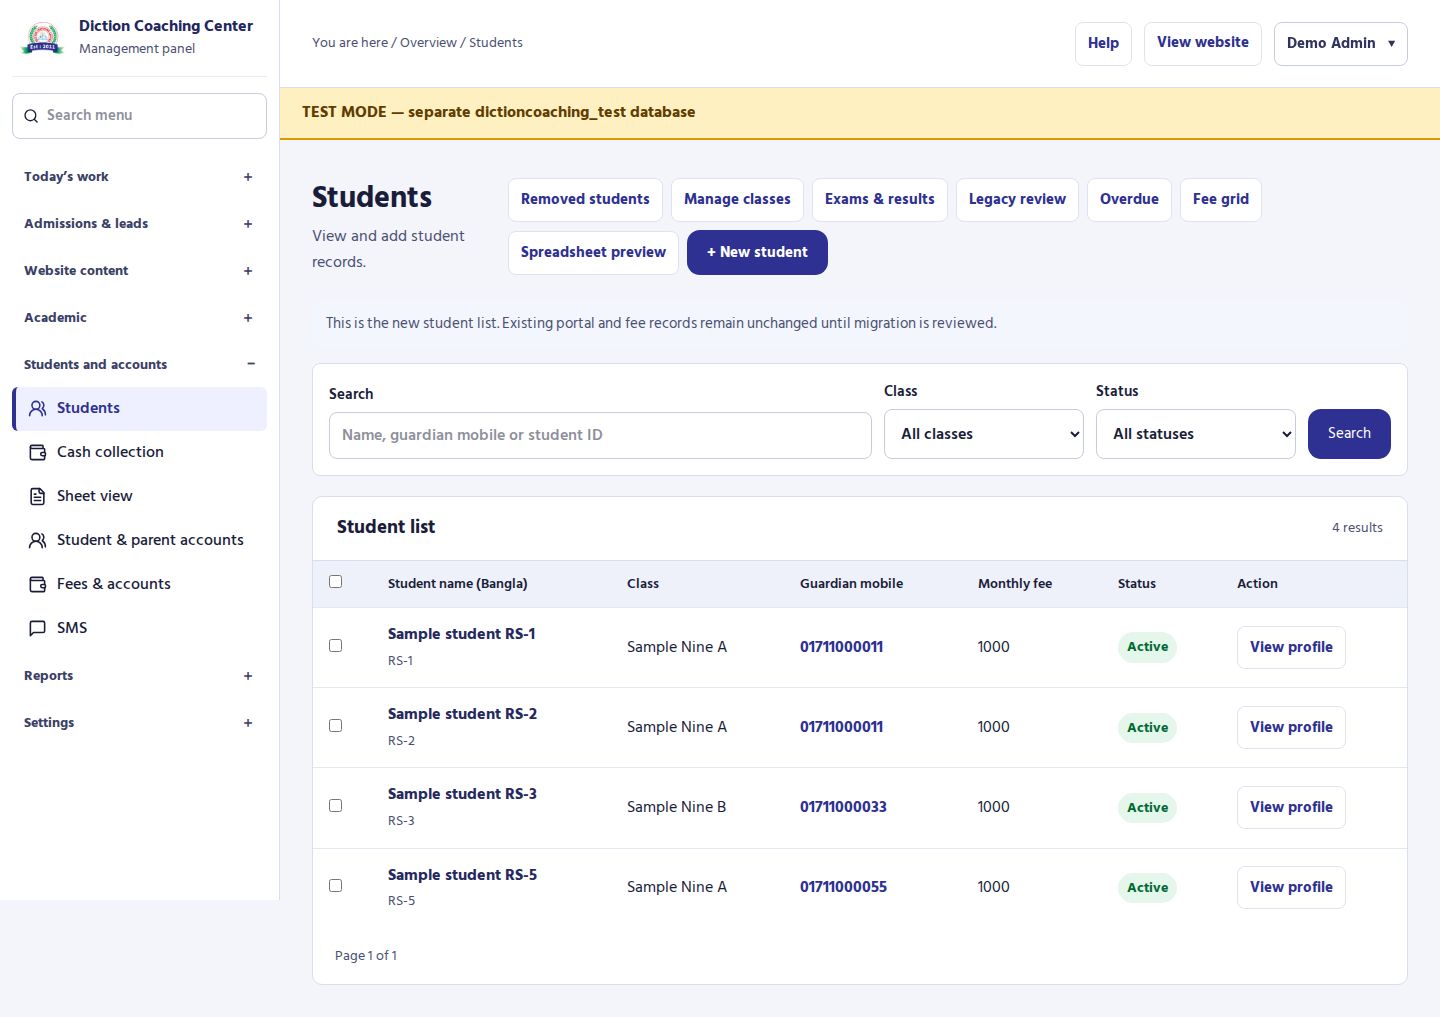 Est : 2011
Diction Coaching Center
Management panel
Search menu
Today's work +
Admissions & leads +
Website content +
Academic +
Students and accounts −
Students
Cash collection
Sheet view
Student & parent accounts
Fees & accounts
SMS
Reports +
Settings +
You are here / Overview / Students
Help
View website
Demo Admin ▾
TEST MODE — separate dictioncoaching_test database
Students
View and add student
records.
Removed students
Manage classes
Exams & results
Legacy review
Overdue
Fee grid
Spreadsheet preview
+ New student
This is the new student list. Existing portal and fee records remain unchanged until migration is reviewed.
Search
Name, guardian mobile or student ID
Class
All classes
Status
All statuses
Search
Student list
4 results
Student name (Bangla) Class Guardian mobile Monthly fee Status Action
Sample student RS-1
RS-1
Sample Nine A 01711000011 1000 Active View profile
Sample student RS-2
RS-2
Sample Nine A 01711000011 1000 Active View profile
Sample student RS-3
RS-3
Sample Nine B 01711000033 1000 Active View profile
Sample student RS-5
RS-5
Sample Nine A 01711000055 1000 Active View profile
Page 1 of 1